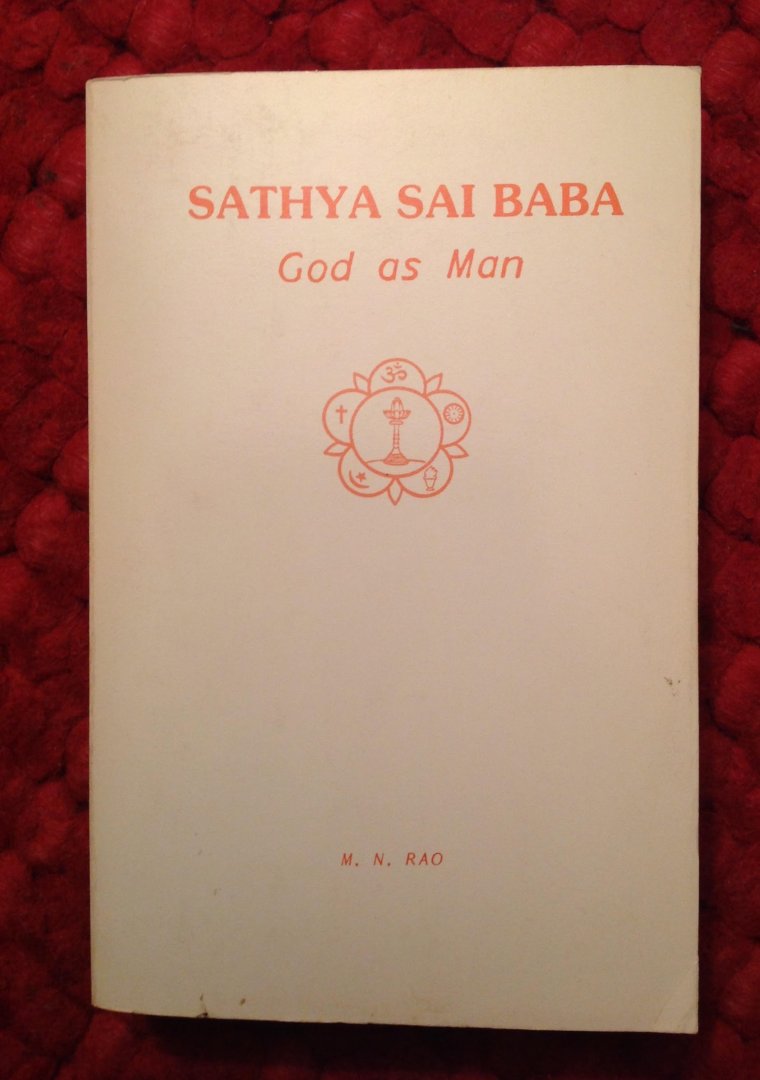 SATHYA SAI BABA
God as Man
ॐ
M. N. RAO